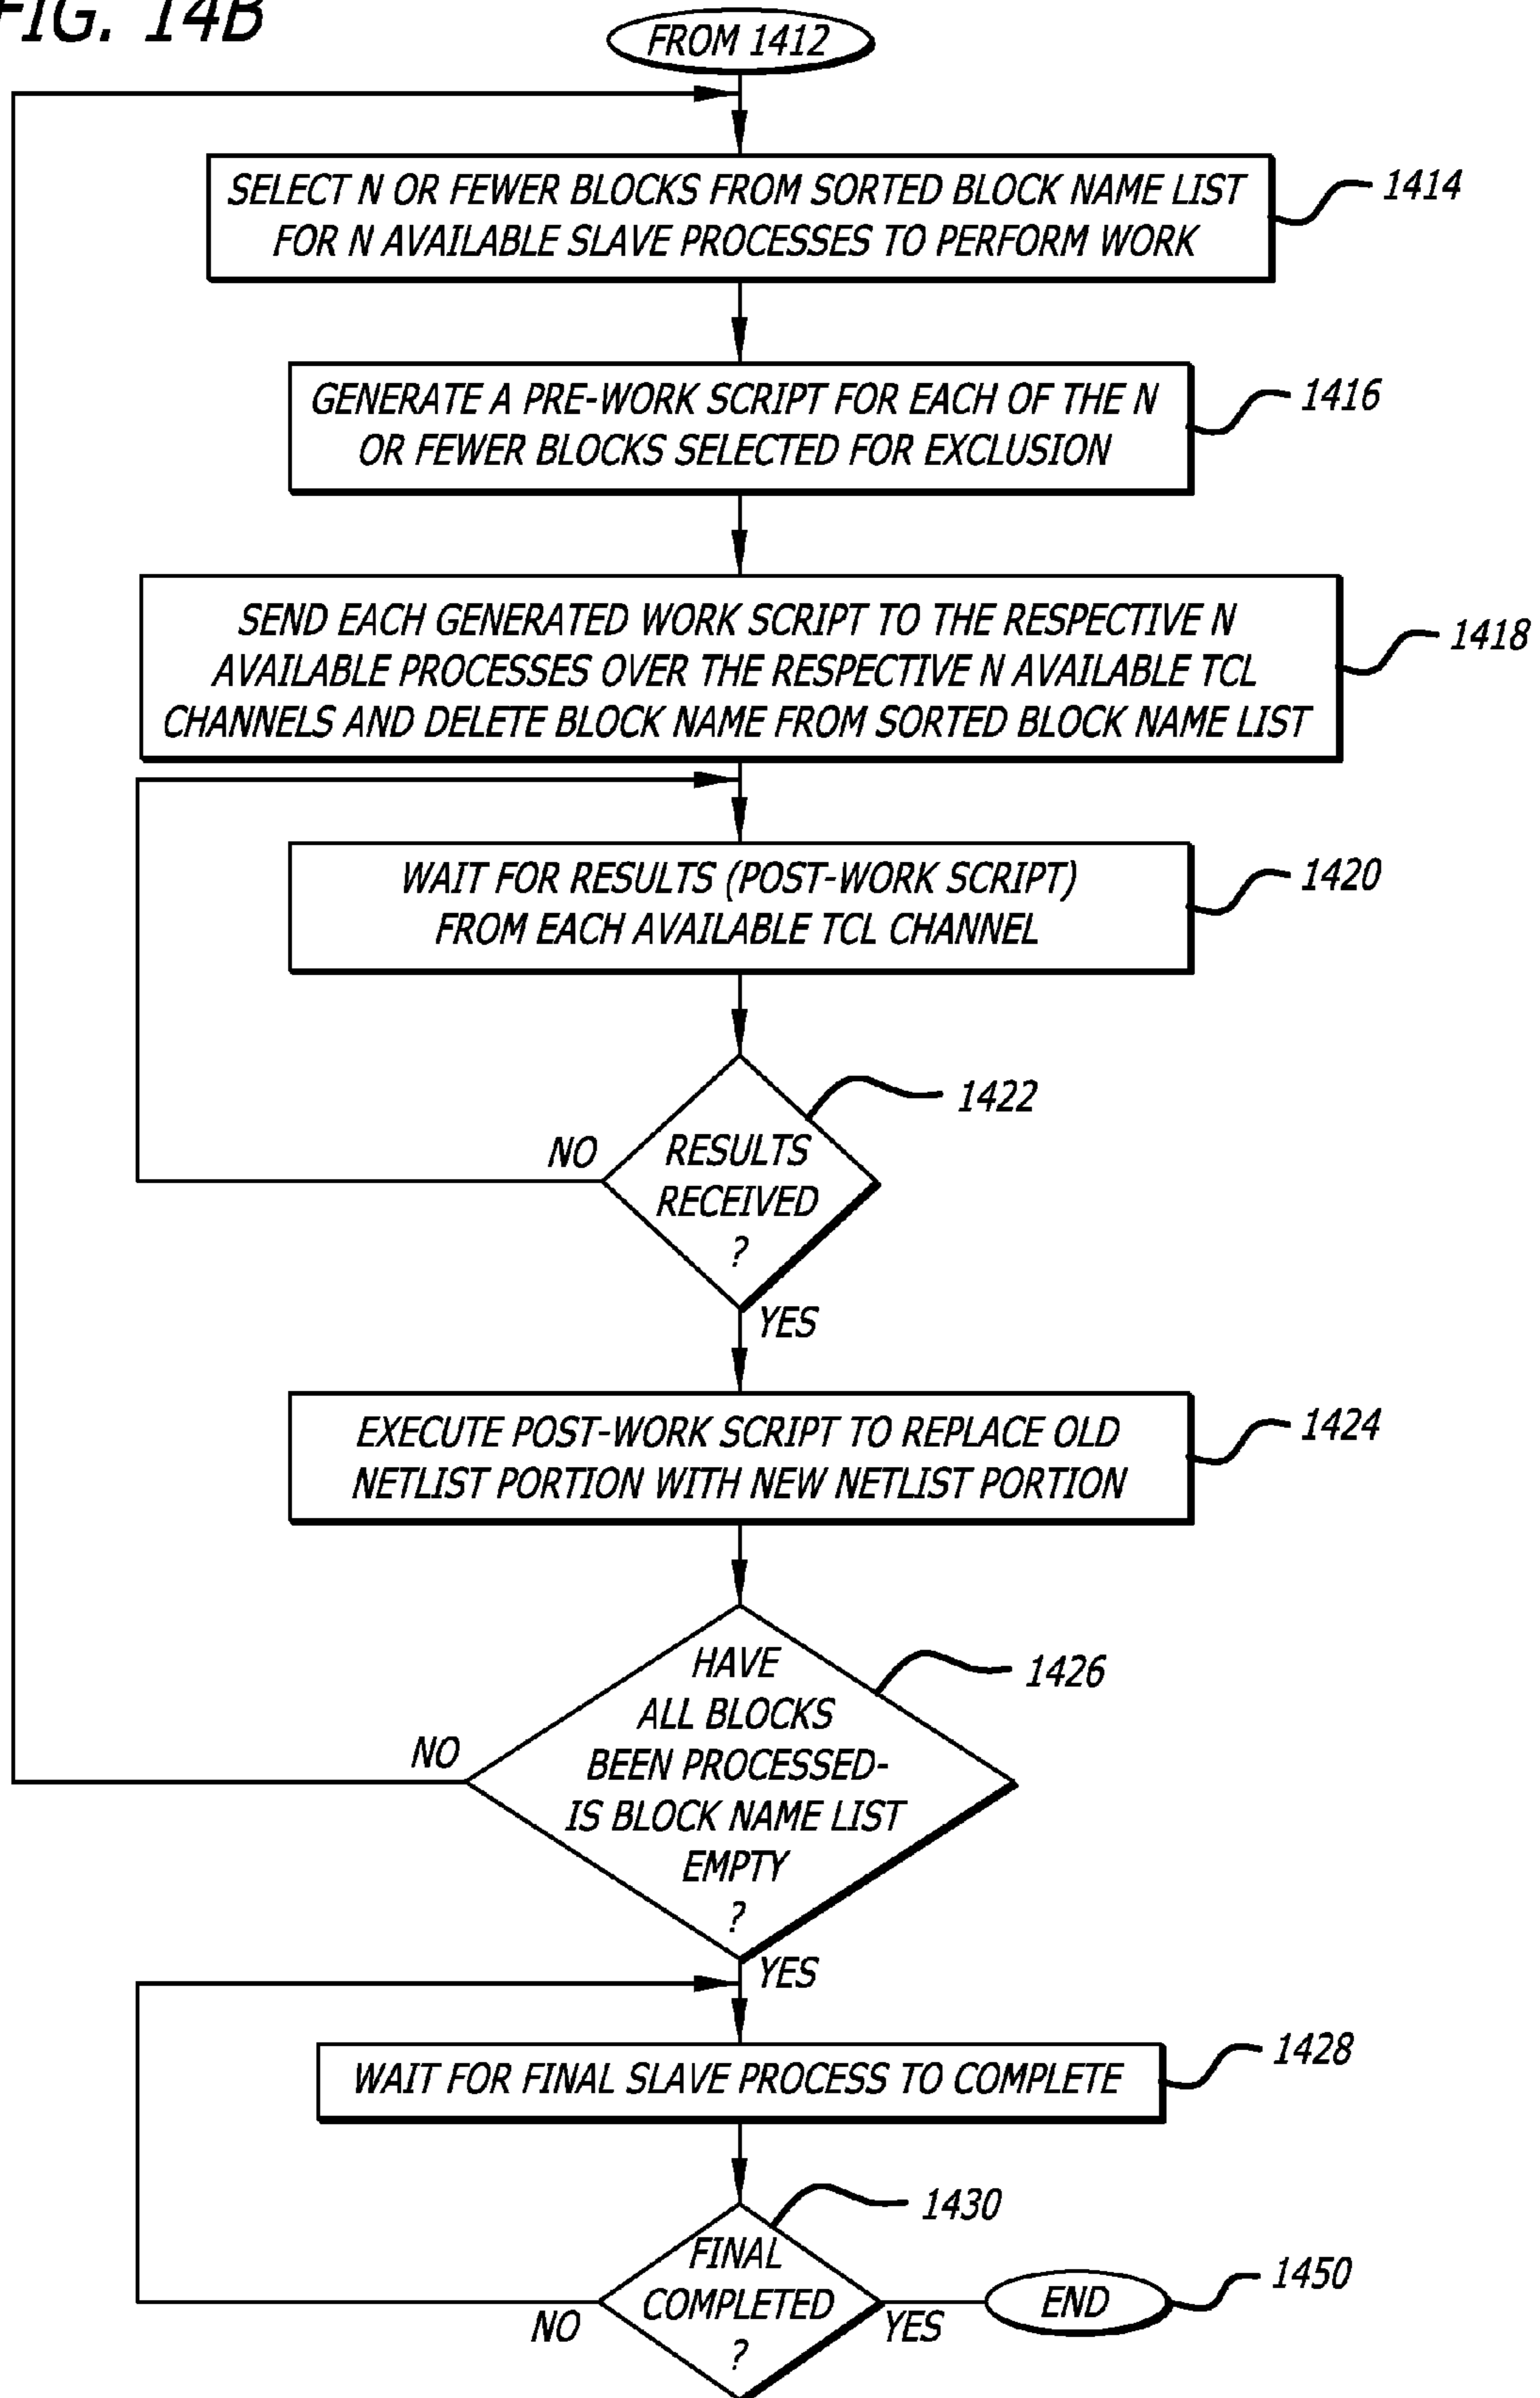 FIG. 14B
FROM 1412
SELECT N OR FEWER BLOCKS FROM SORTED BLOCK NAME LIST
FOR N AVAILABLE SLAVE PROCESSES TO PERFORM WORK
1414
GENERATE A PRE-WORK SCRIPT FOR EACH OF THE N
OR FEWER BLOCKS SELECTED FOR EXCLUSION
1416
SEND EACH GENERATED WORK SCRIPT TO THE RESPECTIVE N
AVAILABLE PROCESSES OVER THE RESPECTIVE N AVAILABLE TCL
CHANNELS AND DELETE BLOCK NAME FROM SORTED BLOCK NAME LIST
1418
WAIT FOR RESULTS (POST-WORK SCRIPT)
FROM EACH AVAILABLE TCL CHANNEL
1420
1422
NO
RESULTS
RECEIVED
?
YES
EXECUTE POST-WORK SCRIPT TO REPLACE OLD
NETLIST PORTION WITH NEW NETLIST PORTION
1424
HAVE
ALL BLOCKS
BEEN PROCESSED-
IS BLOCK NAME LIST
EMPTY
?
1426
NO
YES
WAIT FOR FINAL SLAVE PROCESS TO COMPLETE
1428
1430
FINAL
COMPLETED
?
NO
YES
END
1450